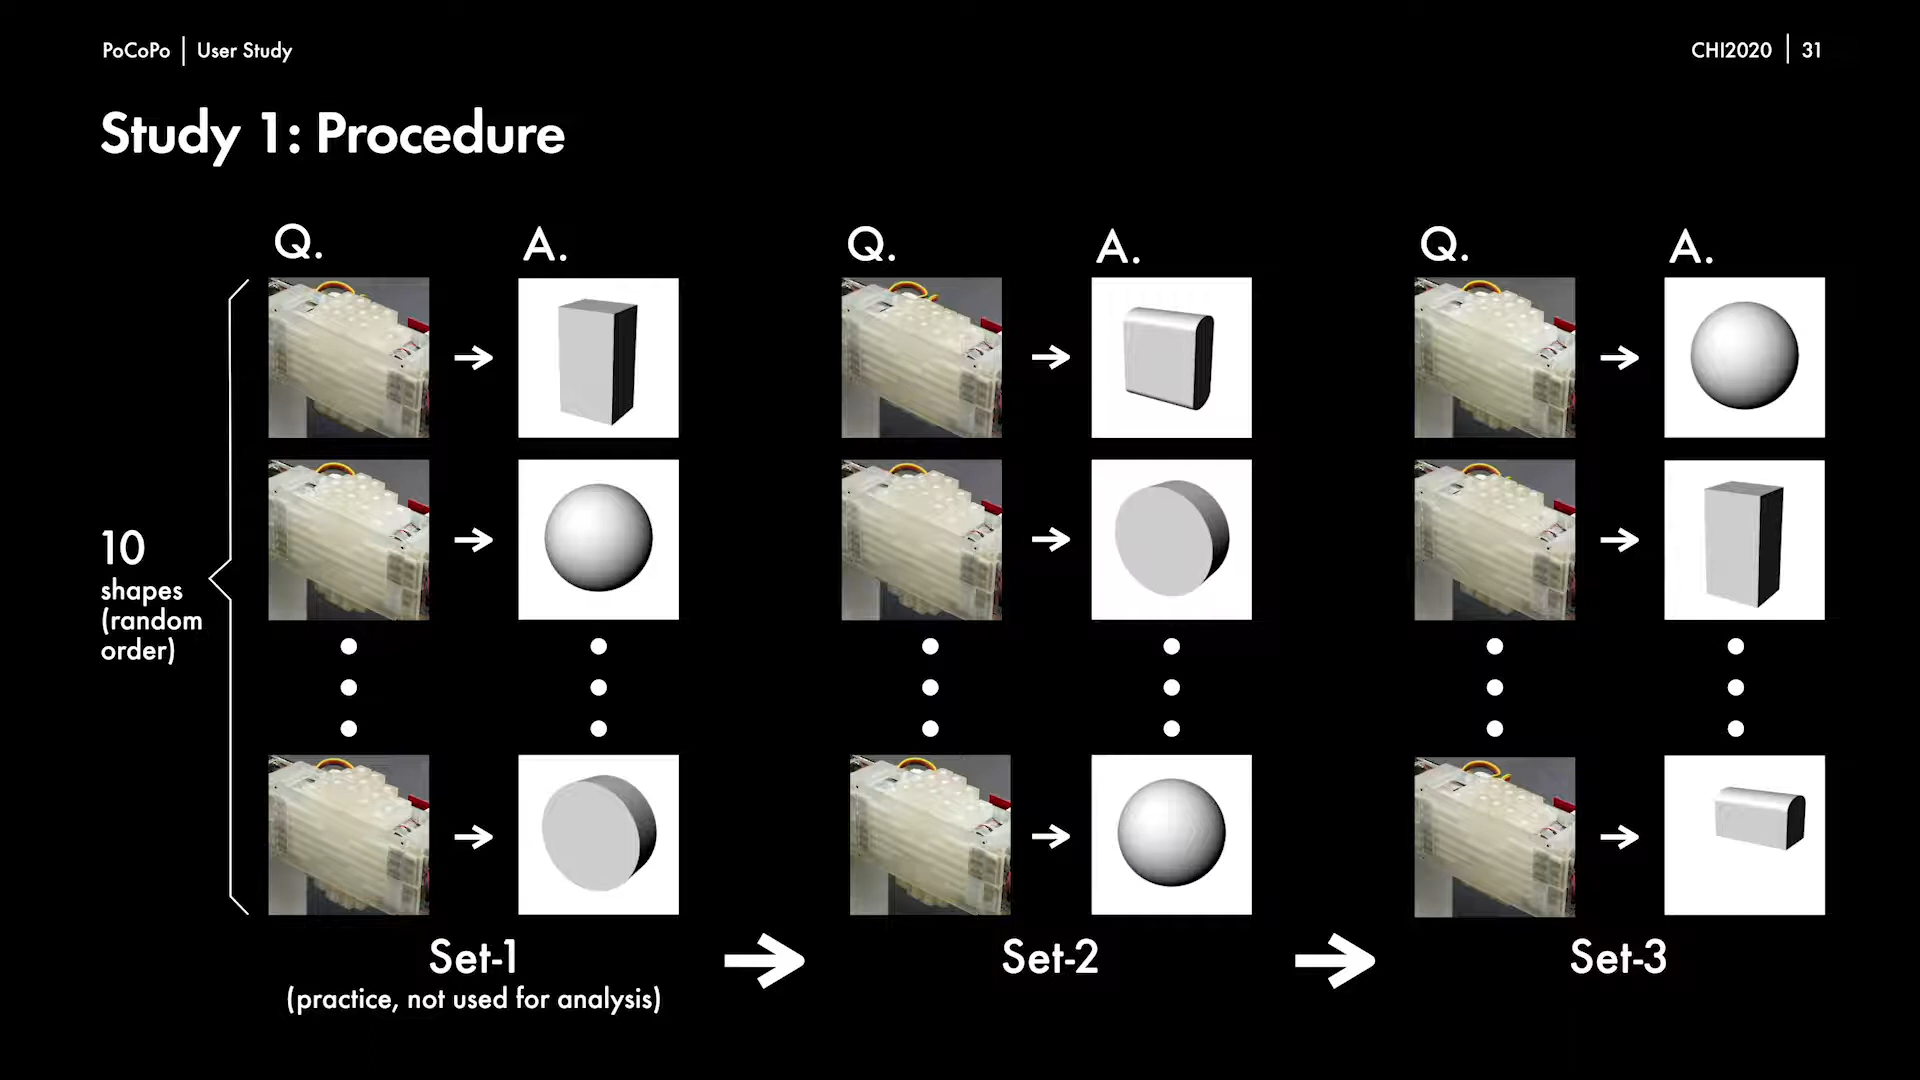 PoCoPo | User Study
CHI2020 | 31
Study 1: Procedure
Q. A. Q. A. Q. A.
10
shapes
(random
order)
Set-1 Set-2 Set-3
(practice, not used for analysis)